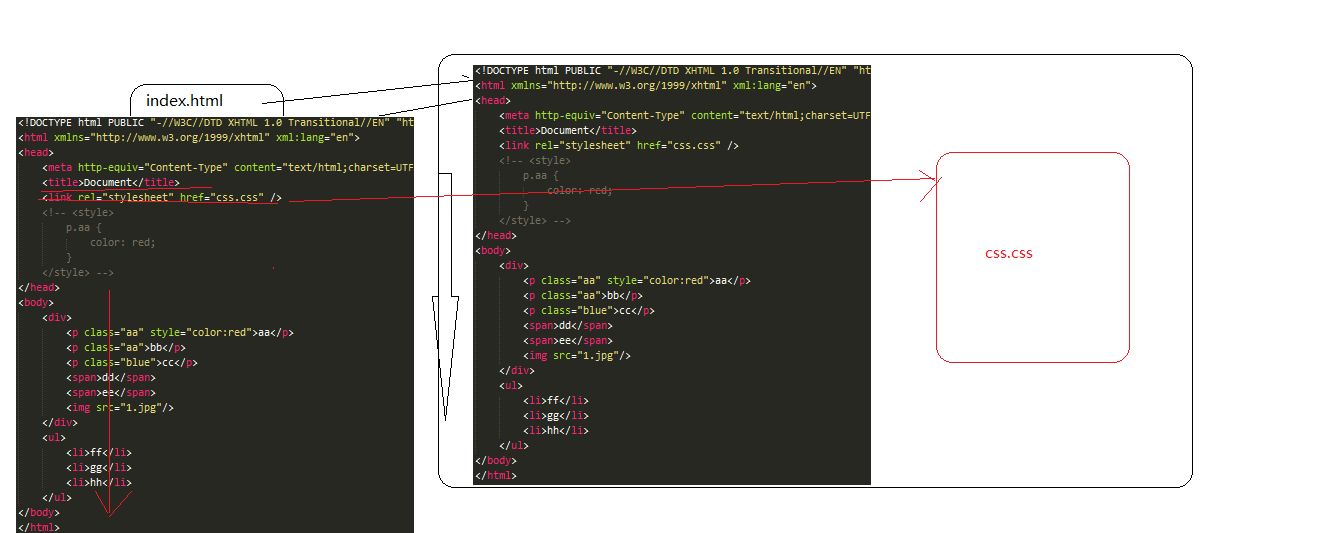 index.html
<!DOCTYPE html PUBLIC "-//W3C//DTD XHTML 1.0 Transitional//EN" "ht
<html xmlns="http://www.w3.org/1999/xhtml" xml:lang="en">
<head>
<meta http-equiv="Content-Type" content="text/html;charset=UTF
<title>Document</title>
<link rel="stylesheet" href="css.css" />
<!-- <style>
p.aa {
color: red;
}
</style> -->
</head>
<body>
<div>
<p class="aa" style="color:red">aa</p>
<p class="aa">bb</p>
<p class="blue">cc</p>
<span>dd</span>
<span>ee</span>
<img src="1.jpg"/>
</div>
<ul>
<li>ff</li>
<li>gg</li>
<li>hh</li>
</ul>
</body>
</html>
<!DOCTYPE html PUBLIC "-//W3C//DTD XHTML 1.0 Transitional//EN" "ht
<html xmlns="http://www.w3.org/1999/xhtml" xml:lang="en">
<head>
<meta http-equiv="Content-Type" content="text/html;charset=UTF
<title>Document</title>
<link rel="stylesheet" href="css.css" />
<!-- <style>
p.aa {
color: red;
}
</style> -->
</head>
<body>
<div>
<p class="aa" style="color:red">aa</p>
<p class="aa">bb</p>
<p class="blue">cc</p>
<span>dd</span>
<span>ee</span>
<img src="1.jpg"/>
</div>
<ul>
<li>ff</li>
<li>gg</li>
<li>hh</li>
</ul>
</body>
</html>
css.css